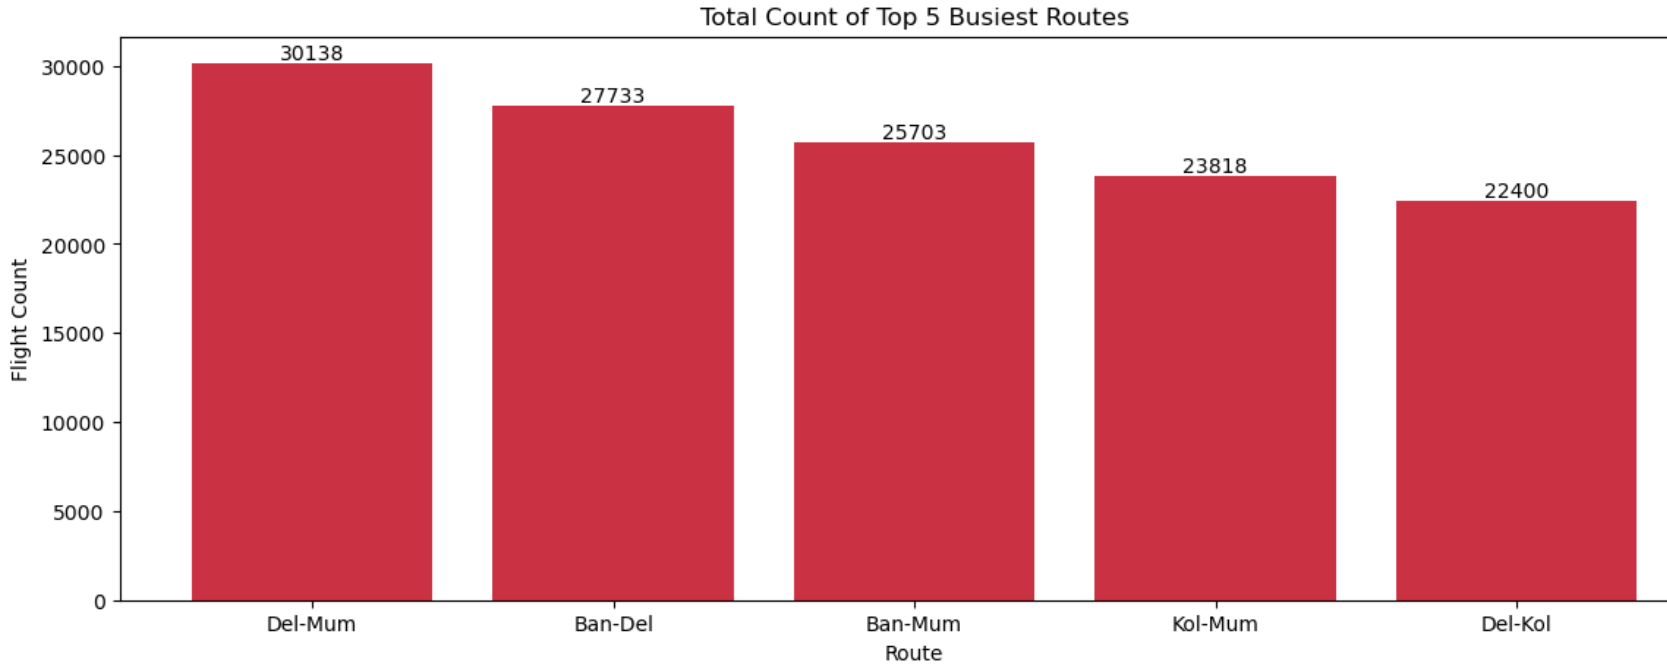 Total Count of Top 5 Busiest Routes
30138
27733
25703
23818
22400
30000
25000
20000
15000
10000
5000
0
Flight Count
Del-Mum
Ban-Del
Ban-Mum
Kol-Mum
Del-Kol
Route